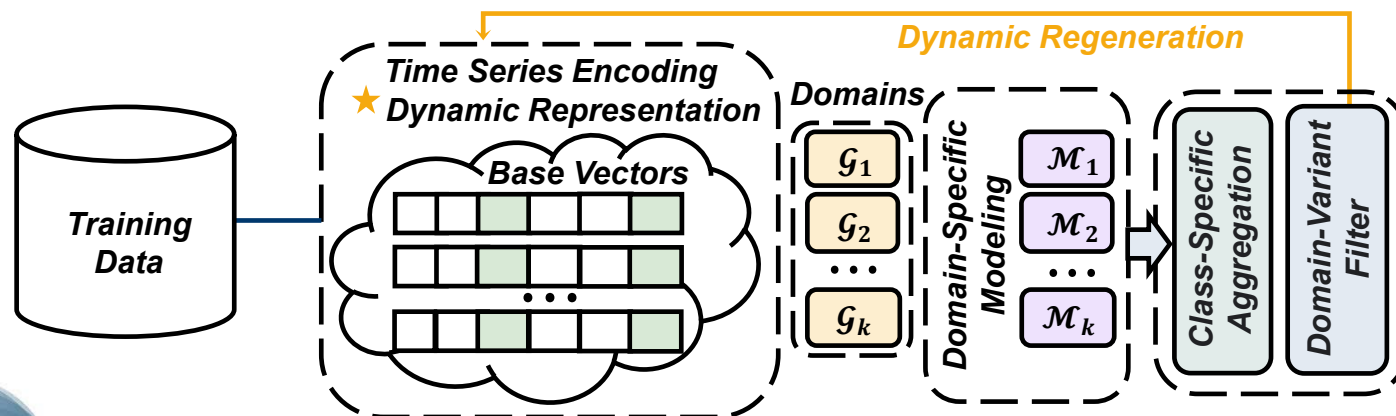 Dynamic Regeneration
Time Series Encoding
Dynamic Representation
Base Vectors
...
Training
Data
Domains
𝒢₁
𝒢₂
...
𝒢ₖ
Domain-Specific
Modeling
ℳ₁
ℳ₂
...
ℳₖ
Class-Specific
Aggregation
Domain-Variant
Filter